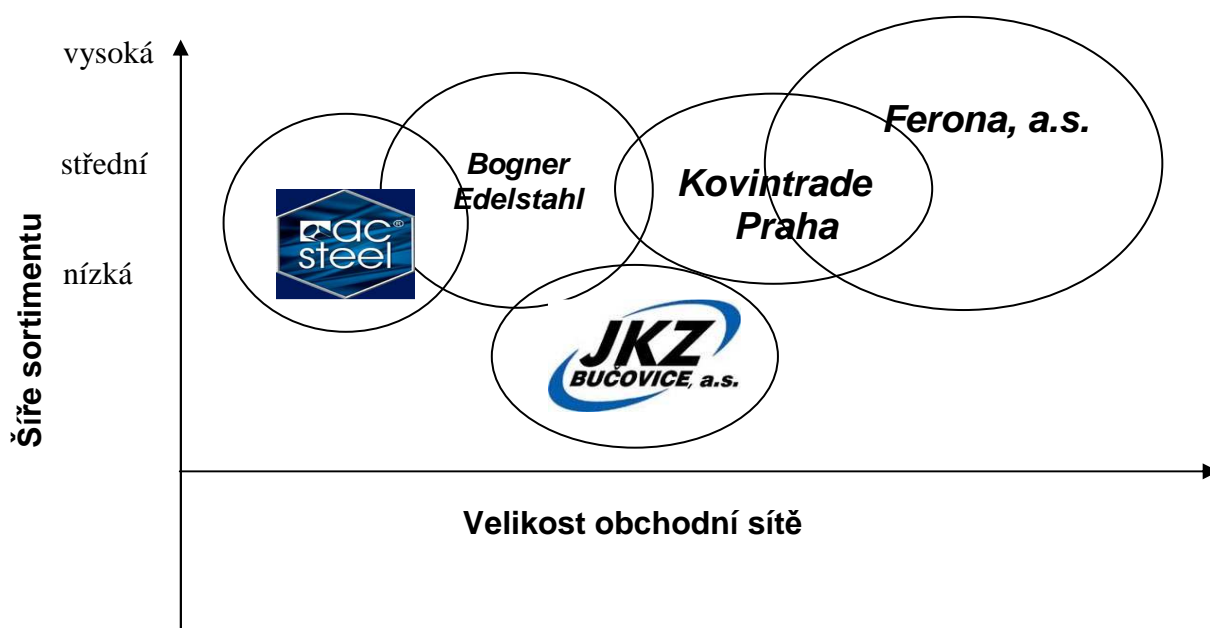 vysoká
střední
nízká
Šíře sortimentu
ac®
steel
Bogner
Edelstahl
Kovintrade
Praha
Ferona, a.s.
JKZ
BUČOVICE, a.s.
Velikost obchodní sítě